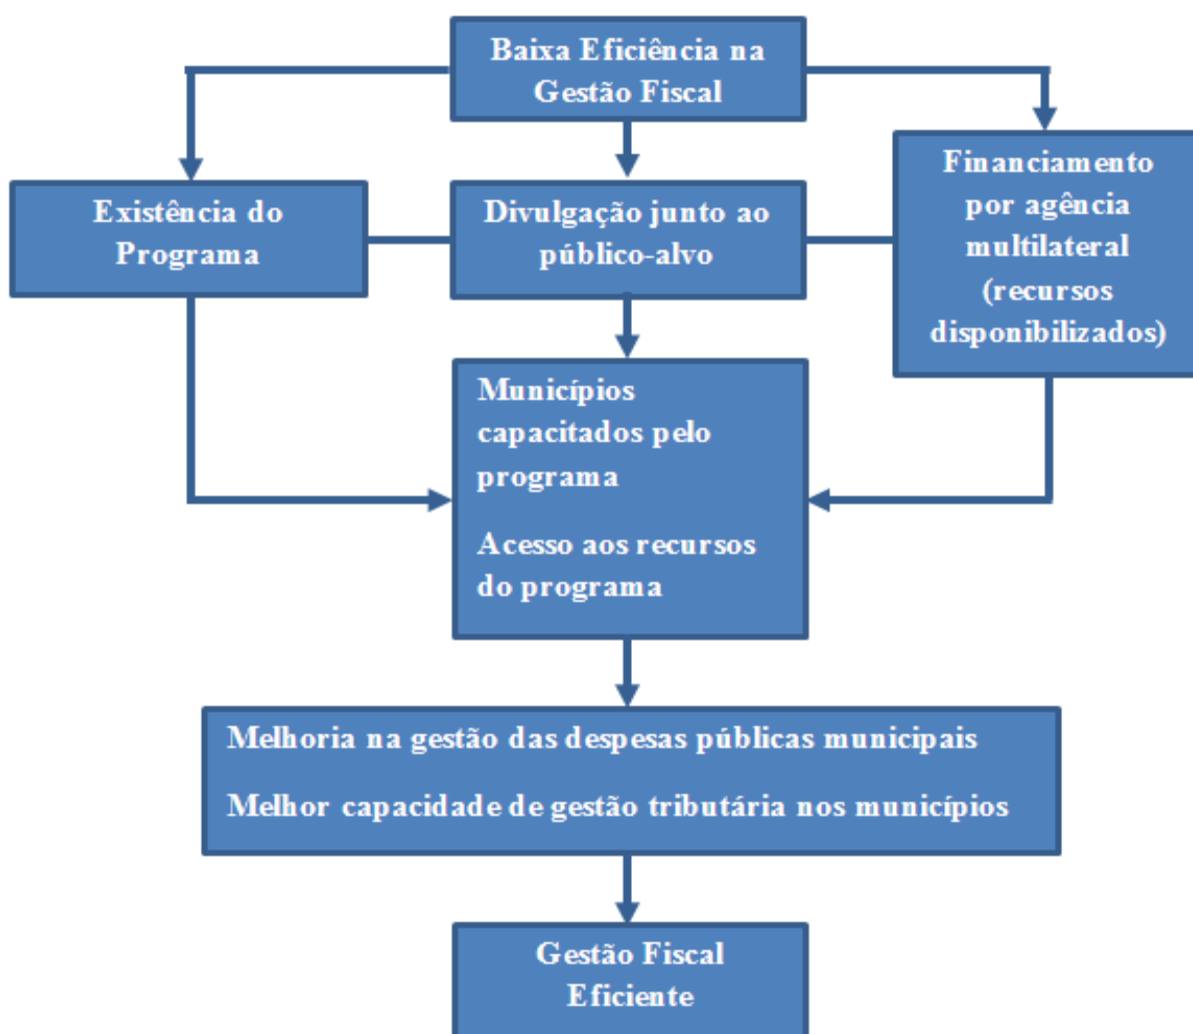 Baixa Eficiência na
Gestão Fiscal
Existência do
Programa
Divulgação junto ao
público-alvo
Financiamento
por agência
multilateral
(recursos
disponibilizados)
Municípios
capacitados pelo
programa
Acesso aos recursos
do programa
Melhoria na gestão das despesas públicas municipais
Melhor capacidade de gestão tributária nos municípios
Gestão Fiscal
Eficiente